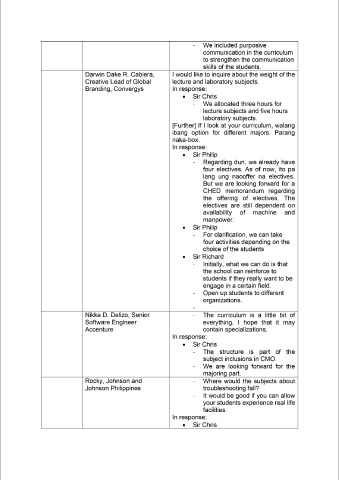 - We included purposive
communication in the curriculum
to strengthen the communication
skills of the students.
Darwin Dake R. Cabiera,
Creative Lead of Global
Branding, Convergys
I would like to inquire about the weight of the
lecture and laboratory subjects.
In response:
• Sir Chris
- We allocated three hours for
lecture subjects and five hours
laboratory subjects.
[Further] If I look at your curriculum, walang
ibang option for different majors. Parang
naka-box.
In response:
• Sir Philip
- Regarding dun, we already have
four electives. As of now, ito pa
lang ung naooffer na electives.
But we are looking forward for a
CHED memorandum regarding
the offering of electives. The
electives are still dependent on
availability of machine and
manpower.
• Sir Philip
- For clarification, we can take
four activities depending on the
choice of the students
• Sir Richard
- Initially, what we can do is that
the school can reinforce to
students if they really want to be
engage in a certain field.
- Open up students to different
organizations.
-
Nikka D. Dalizo, Senior
Software Engineer
Accenture
- The curriculum is a little bit of
everything. I hope that it may
contain specializations.
In response:
• Sir Chris
- The structure is part of the
subject inclusions in CMO.
- We are looking forward for the
majoring part.
Rocky, Johnson and
Johnson Philippines
- Where would the subjects about
troubleshooting fall?
- It would be good if you can allow
your students experience real life
facilities.
In response:
• Sir Chris